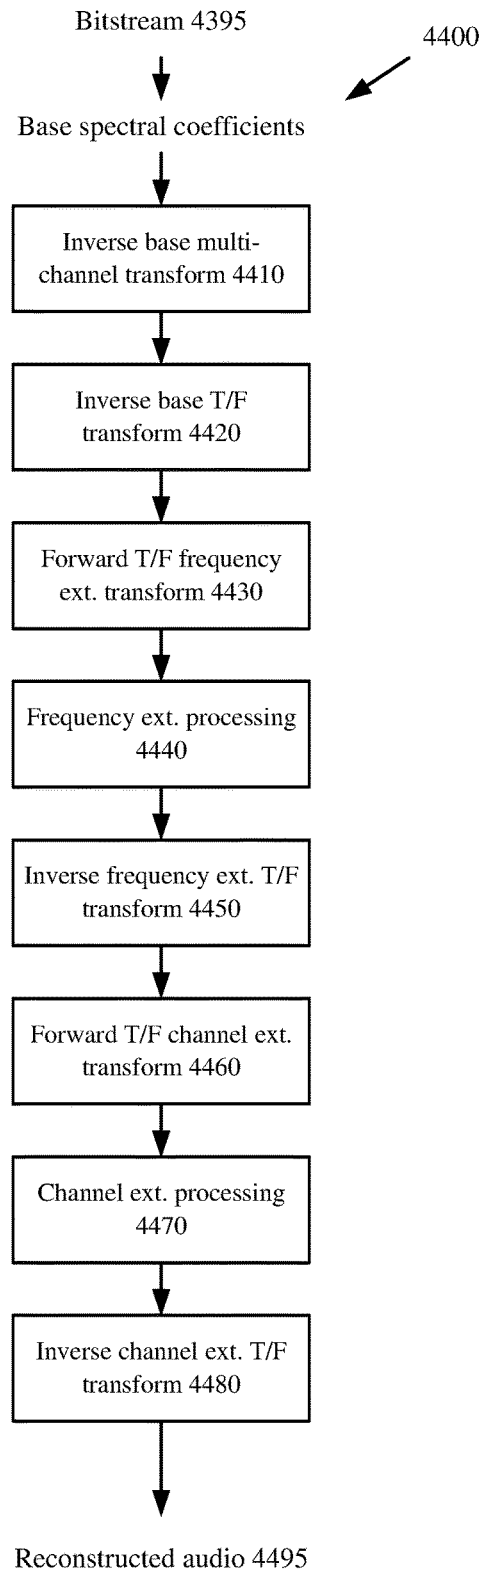 Bitstream 4395
4400
Base spectral coefficients
Inverse base multi-
channel transform 4410
Inverse base T/F
transform 4420
Forward T/F frequency
ext. transform 4430
Frequency ext. processing
4440
Inverse frequency ext. T/F
transform 4450
Forward T/F channel ext.
transform 4460
Channel ext. processing
4470
Inverse channel ext. T/F
transform 4480
Reconstructed audio 4495